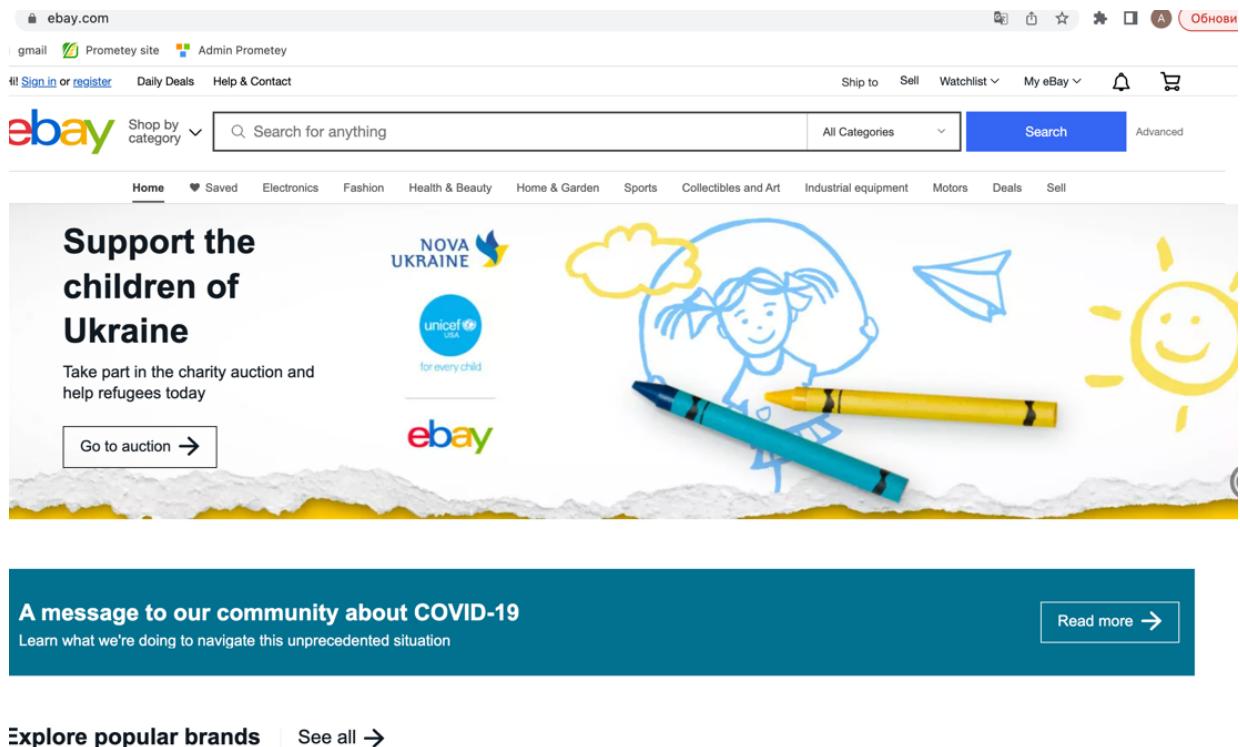 ebay.com
Обнови
gmail Prometey site Admin Prometey
Hi! Sign in or register Daily Deals Help & Contact Ship to Sell Watchlist My eBay
ebay Shop by category Search for anything All Categories Search Advanced
Home Saved Electronics Fashion Health & Beauty Home & Garden Sports Collectibles and Art Industrial equipment Motors Deals Sell
Support the
children of
Ukraine
Take part in the charity auction and
help refugees today
Go to auction
NOVA
UKRAINE
unicef
USA
for every child
ebay
A message to our community about COVID-19
Learn what we're doing to navigate this unprecedented situation
Read more
Explore popular brands See all